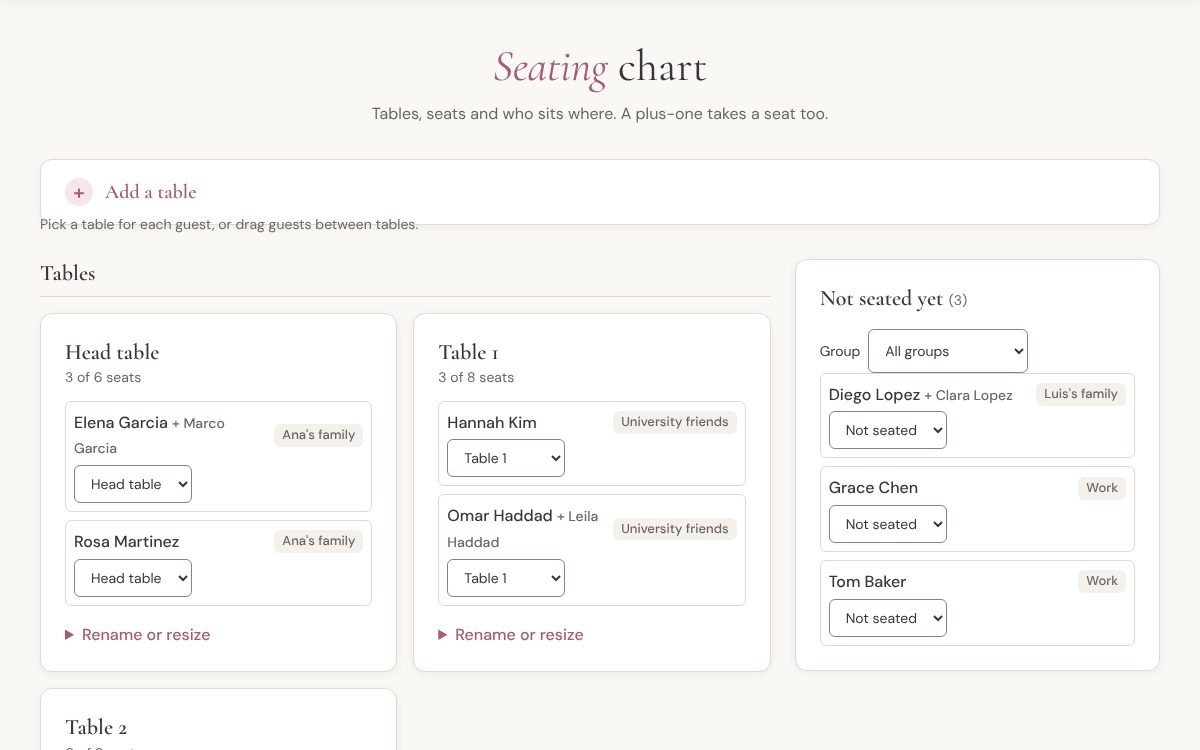 Seating chart
Tables, seats and who sits where. A plus-one takes a seat too.
+ Add a table
Pick a table for each guest, or drag guests between tables.
Tables
Head table
3 of 6 seats
Elena Garcia + Marco
Garcia
Ana's family
Head table
Rosa Martinez
Ana's family
Head table
Rename or resize
Table 1
3 of 8 seats
Hannah Kim
University friends
Table 1
Omar Haddad + Leila
Haddad
University friends
Table 1
Rename or resize
Table 2
Not seated yet (3)
Group
All groups
Diego Lopez + Clara Lopez
Luis's family
Not seated
Grace Chen
Work
Not seated
Tom Baker
Work
Not seated